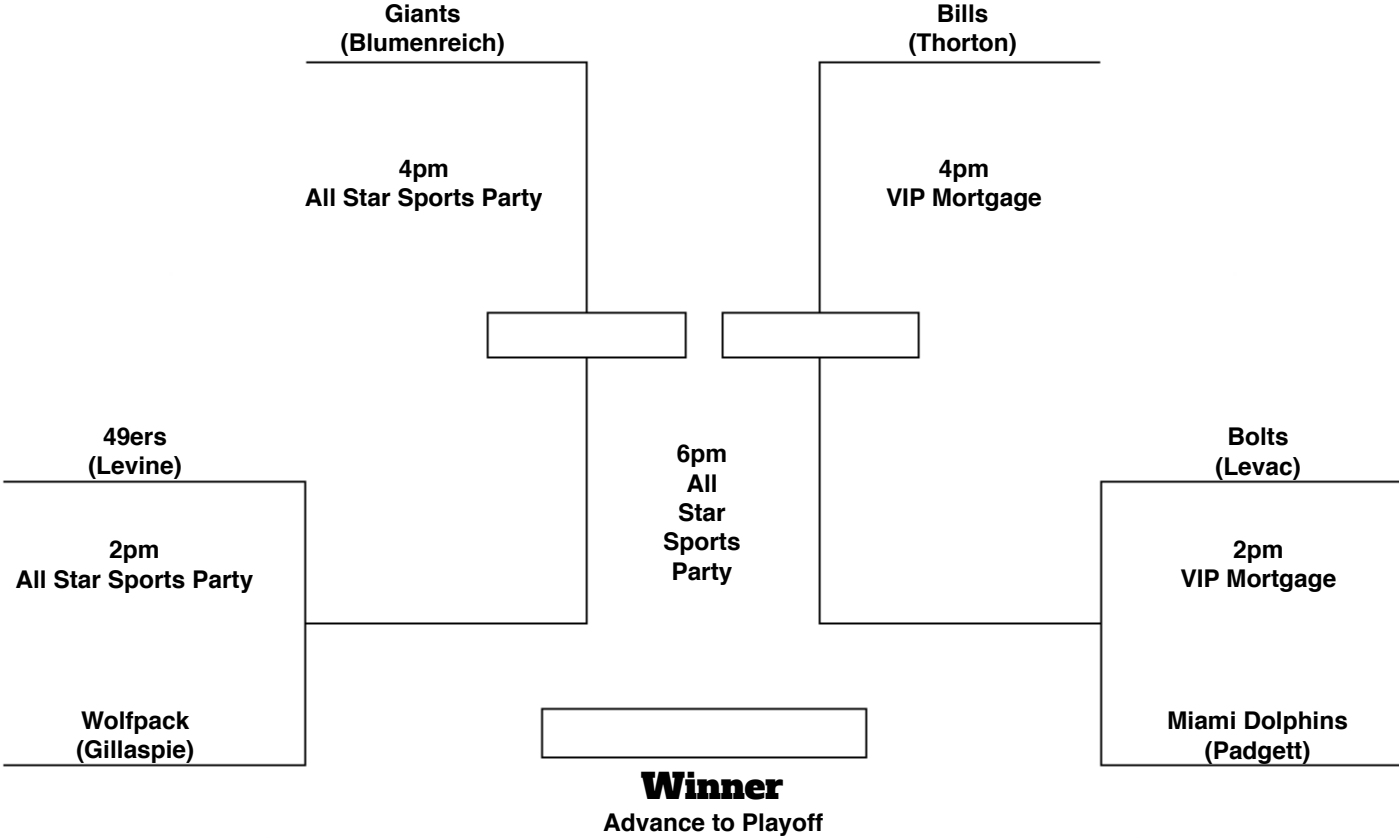 Giants
(Blumenreich)
Bills
(Thorton)
4pm
All Star Sports Party
4pm
VIP Mortgage
49ers
(Levine)
6pm
All
Star
Sports
Party
Bolts
(Levac)
2pm
All Star Sports Party
2pm
VIP Mortgage
Wolfpack
(Gillaspie)
Miami Dolphins
(Padgett)
Winner
Advance to Playoff